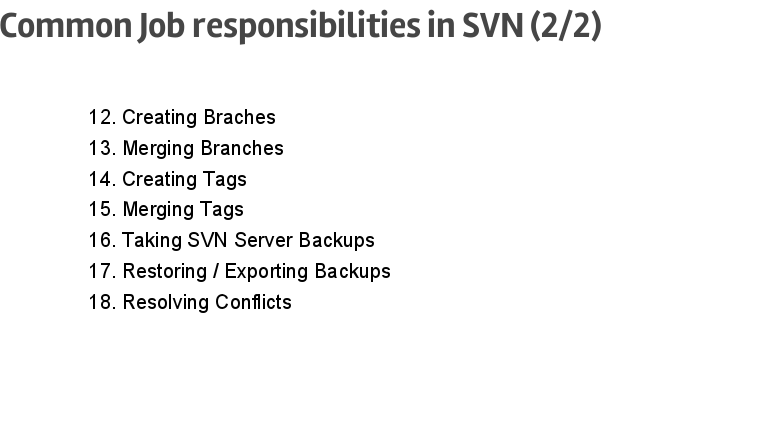 Common Job responsibilities in SVN (2/2)
12. Creating Braches
13. Merging Branches
14. Creating Tags
15. Merging Tags
16. Taking SVN Server Backups
17. Restoring / Exporting Backups
18. Resolving Conflicts